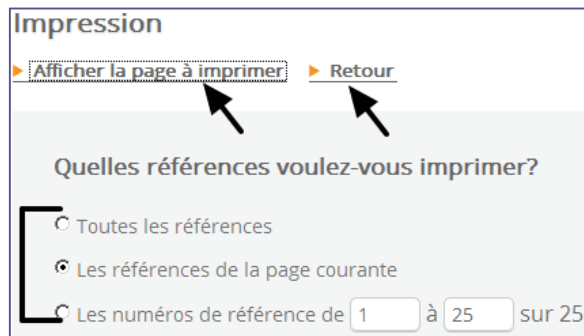 Impression
Afficher la page à imprimer Retour
Quelles références voulez-vous imprimer?
Toutes les références
Les références de la page courante
Les numéros de référence de 1 à 25 sur 25